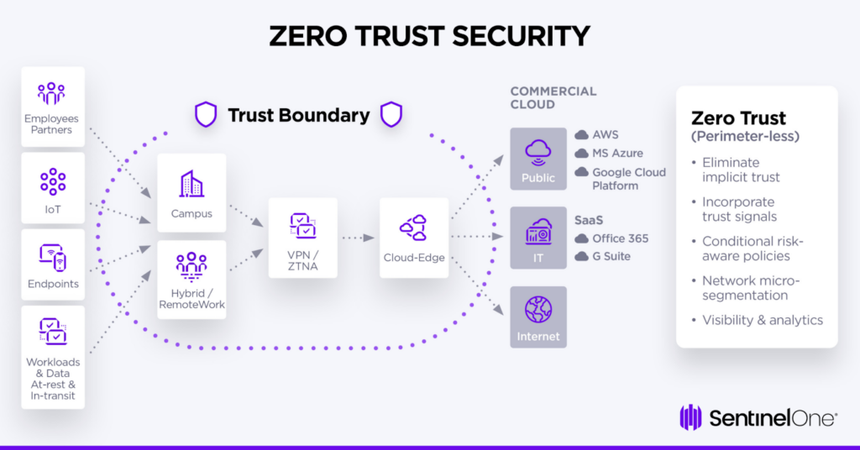 ZERO TRUST SECURITY
Employees
Partners
IoT
Endpoints
Workloads
& Data
At-rest &
In-transit
Trust Boundary
Campus
Hybrid /
RemoteWork
VPN /
ZTNA
Cloud-Edge
COMMERCIAL
CLOUD
Public
AWS
MS Azure
Google Cloud
Platform
IT
SaaS
Office 365
G Suite
Internet
Zero Trust
(Perimeter-less)
• Eliminate
implicit trust
• Incorporate
trust signals
• Conditional risk-
aware policies
• Network micro-
segmentation
• Visibility & analytics
SentinelOne®